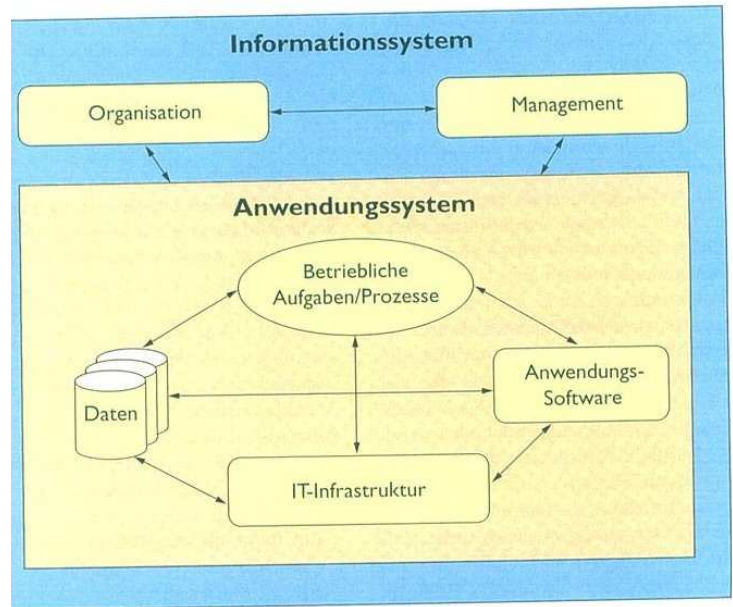 Informationssystem
Organisation
Management
Anwendungssystem
Betriebliche
Aufgaben/Prozesse
Daten
Anwendungs-
Software
IT-Infrastruktur